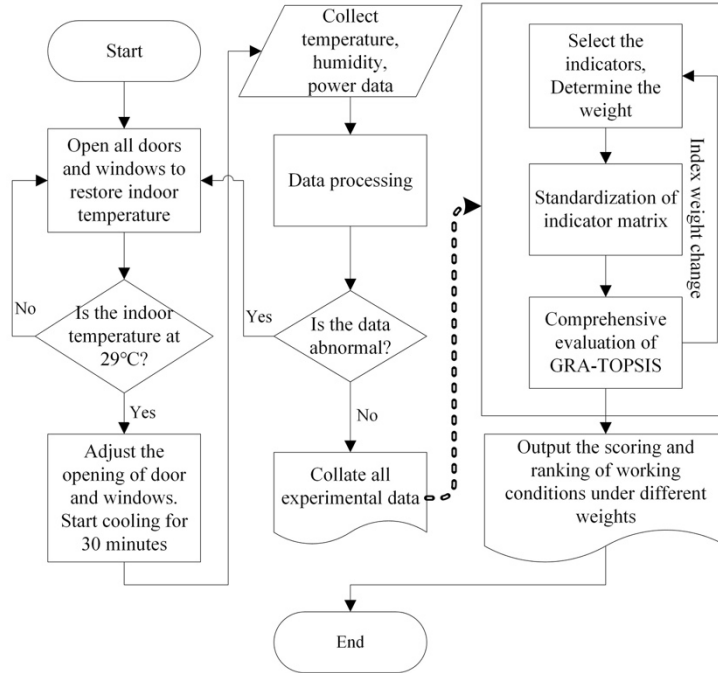 Start
Open all doors
and windows to
restore indoor
temperature
No
Is the indoor
temperature at
29℃?
Yes
Adjust the
opening of door
and windows.
Start cooling for
30 minutes
Collect
temperature,
humidity,
power data
Data processing
Yes
Is the data
abnormal?
No
Collate all
experimental data
Select the
indicators,
Determine the
weight
Standardization of
indicator matrix
Index weight change
Comprehensive
evaluation of
GRA-TOPSIS
Output the scoring and
ranking of working
conditions under different
weights
End